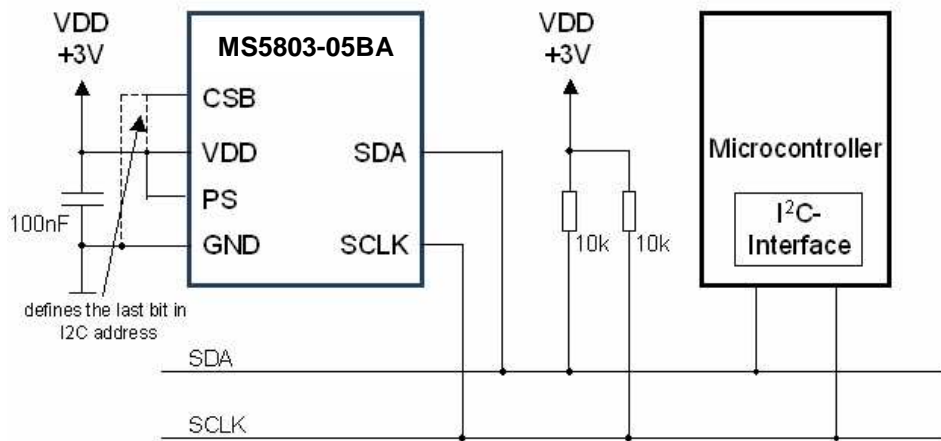 VDD
+3V
MS5803-05BA
CSB
VDD
PS
GND
SDA
SCLK
100nF
defines the last bit in
I2C address
VDD
+3V
10k
10k
Microcontroller
I²C-
Interface
SDA
SCLK